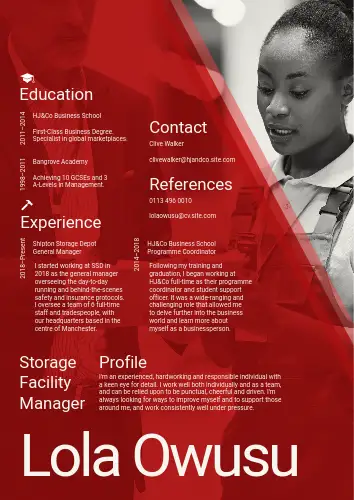 Education
2011–2014
HJ&Co Business School
First-Class Business Degree.
Specialist in global marketplaces.
1998–2011
Bangrove Academy
Achieving 10 GCSEs and 3
A-Levels in Management.
Contact
Clive Walker
clivewalker@hjandco.site.com
References
0113 496 0010
lolaowusu@cv.site.com
Experience
2018–Present
Shipton Storage Depot
General Manager
I started working at SSD in
2018 as the general manager
overseeing the day-to-day
running and behind-the-scenes
safety and insurance protocols.
I oversee a team of 6 full-time
staff and tradespeople, with
our headquarters based in the
centre of Manchester.
2014–2018
HJ&Co Business School
Programme Coordinator
Following my training and
graduation, I began working at
HJ&Co full-time as their programme
coordinator and student support
officer. It was a wide-ranging and
challenging role that allowed me
to delve further into the business
world and learn more about
myself as a businessperson.
Storage
Facility
Manager
Profile
I'm an experienced, hardworking and responsible individual with
a keen eye for detail. I work well both individually and as a team,
and can be relied upon to be punctual, cheerful and driven. I'm
always looking for ways to improve myself and to support those
around me, and work consistently well under pressure.
Lola Owusu